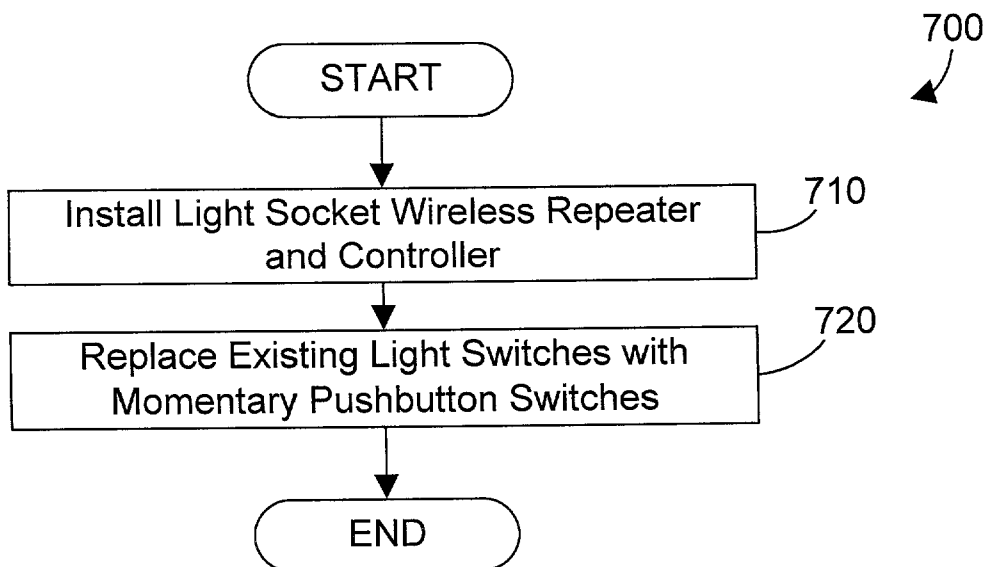 700
START
Install Light Socket Wireless Repeater
and Controller
710
Replace Existing Light Switches with
Momentary Pushbutton Switches
720
END